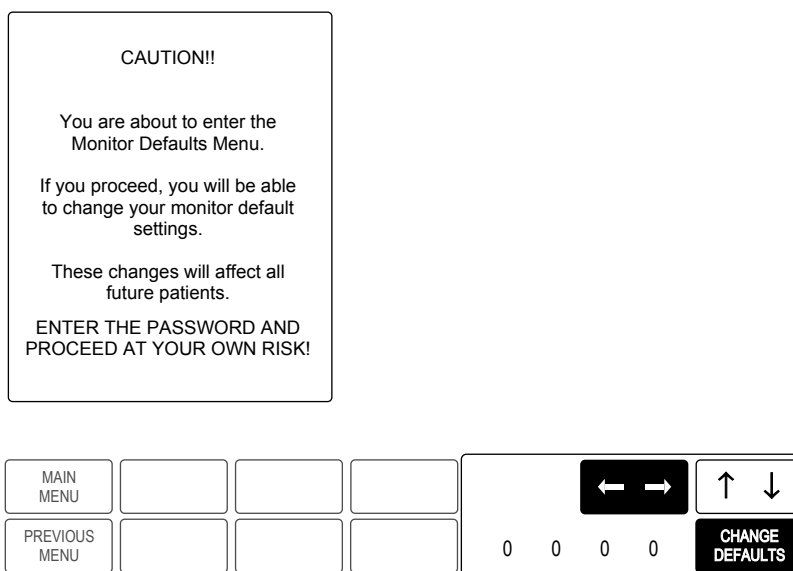 CAUTION!!
You are about to enter the
Monitor Defaults Menu.
If you proceed, you will be able
to change your monitor default
settings.
These changes will affect all
future patients.
ENTER THE PASSWORD AND
PROCEED AT YOUR OWN RISK!
MAIN
MENU
← → ↑ ↓
PREVIOUS
MENU
0 0 0 0
CHANGE
DEFAULTS